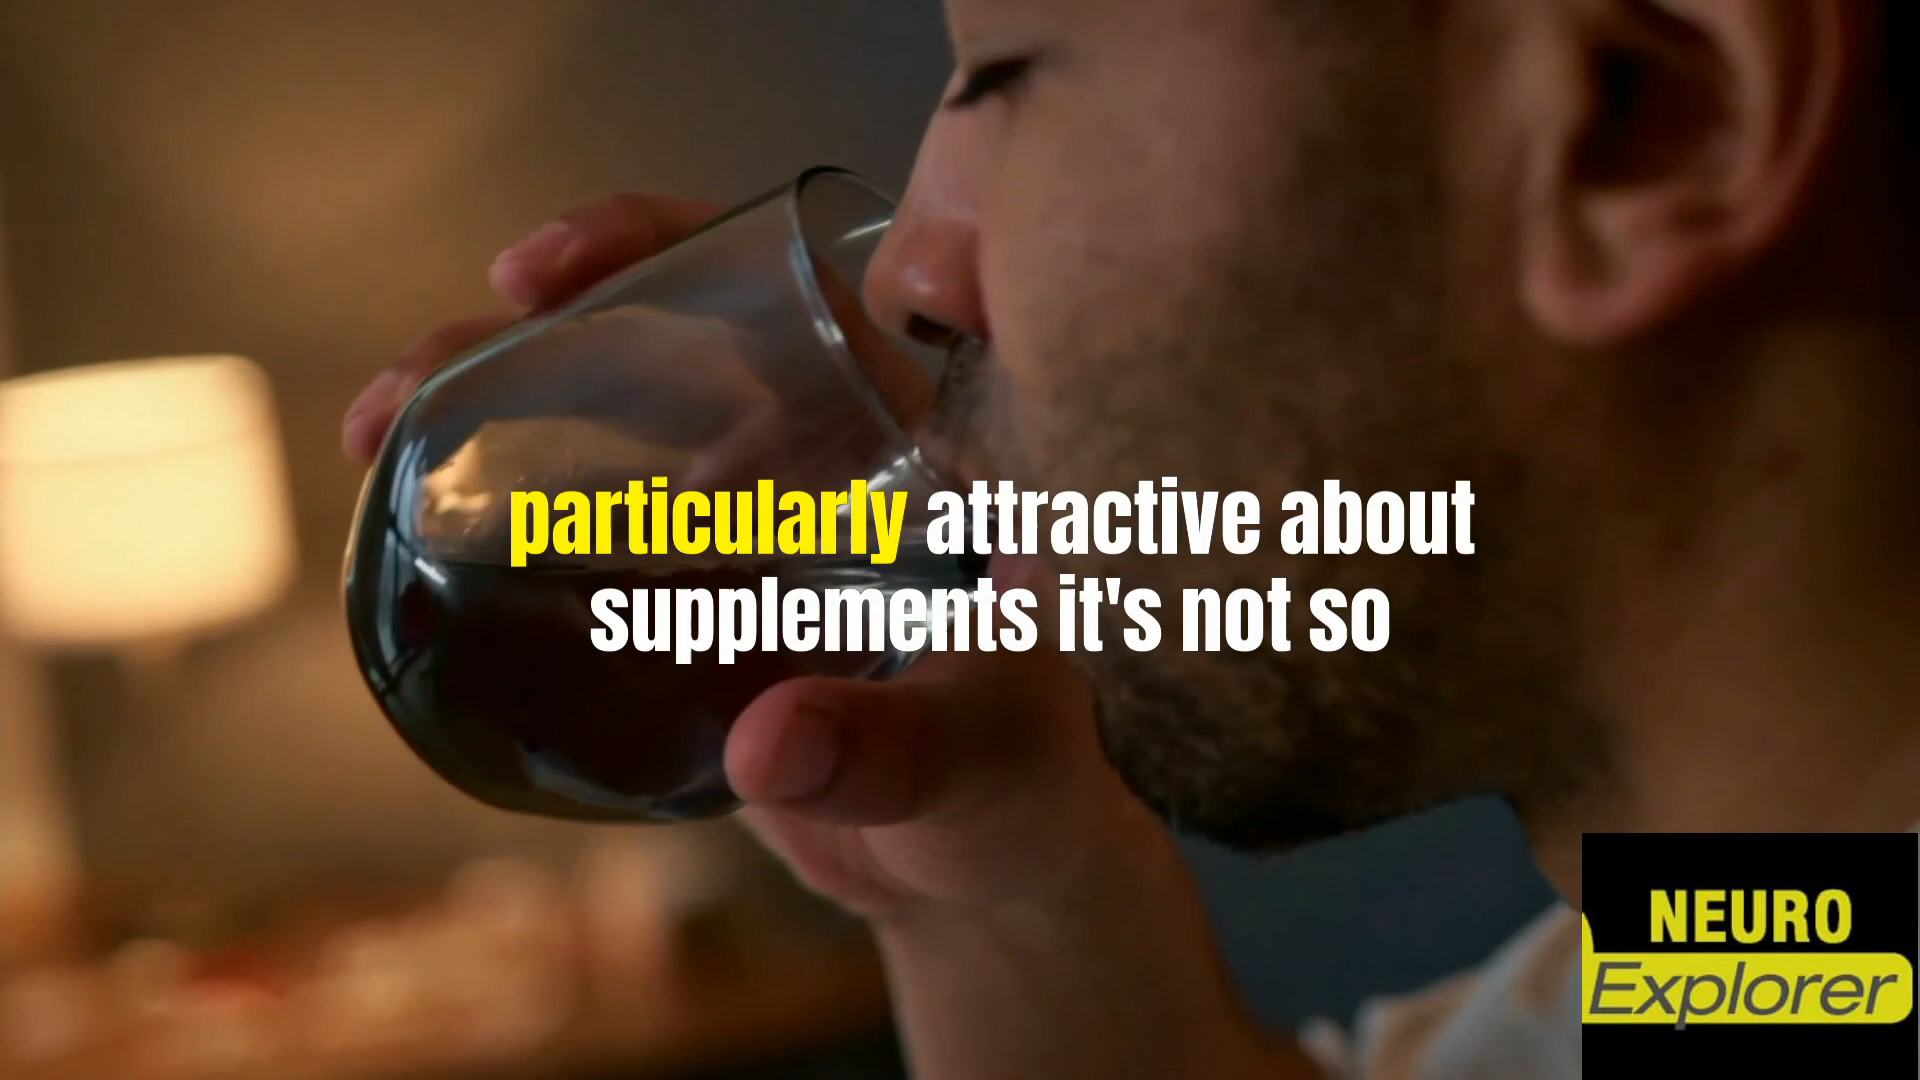 particularly attractive about
supplements it's not so
NEURO
Explorer